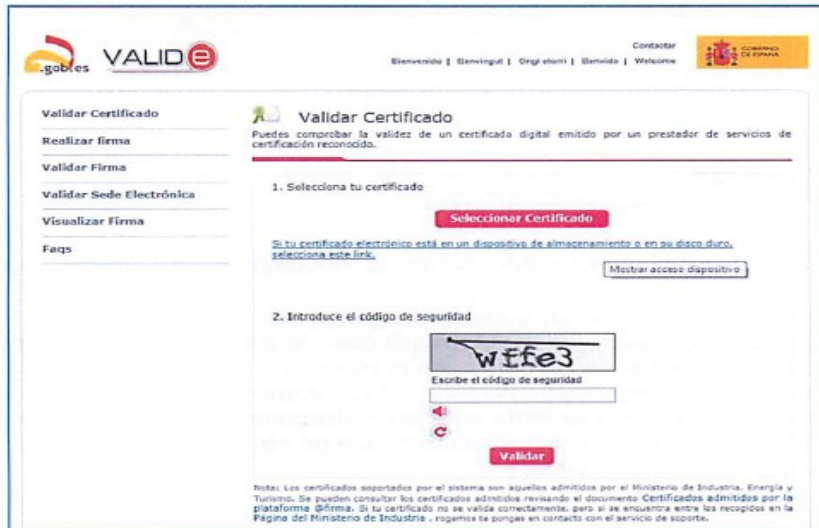 .gob.es
VALIDe
Contactar
Bienvenido | Benvingut | Ongi etorri | Benvido | Welcome
GOBIERNO
DE ESPAÑA
Validar Certificado
Realizar firma
Validar Firma
Validar Sede Electrónica
Visualizar Firma
Faqs
Validar Certificado
Puedes comprobar la validez de un certificado digital emitido por un prestador de servicios de
certificación reconocido.
1. Selecciona tu certificado
Seleccionar Certificado
Si tu certificado electrónico está en un dispositivo de almacenamiento o en su disco duro,
selecciona este link.
Mostrar acceso dispositivo
2. Introduce el código de seguridad
wffe3
Escribe el código de seguridad
Validar
Nota: Los certificados soportados por el sistema son aquellos admitidos por el Ministerio de Industria, Energía y
Turismo. Se pueden consultar los certificados admitidos revisando el documento Certificados admitidos por la
plataforma @firma. Si tu certificado no se valida correctamente, pero si se encuentra entre los recogidos en la
Página del Ministerio de Industria , rogamos te pongas en contacto con el servicio de soporte.